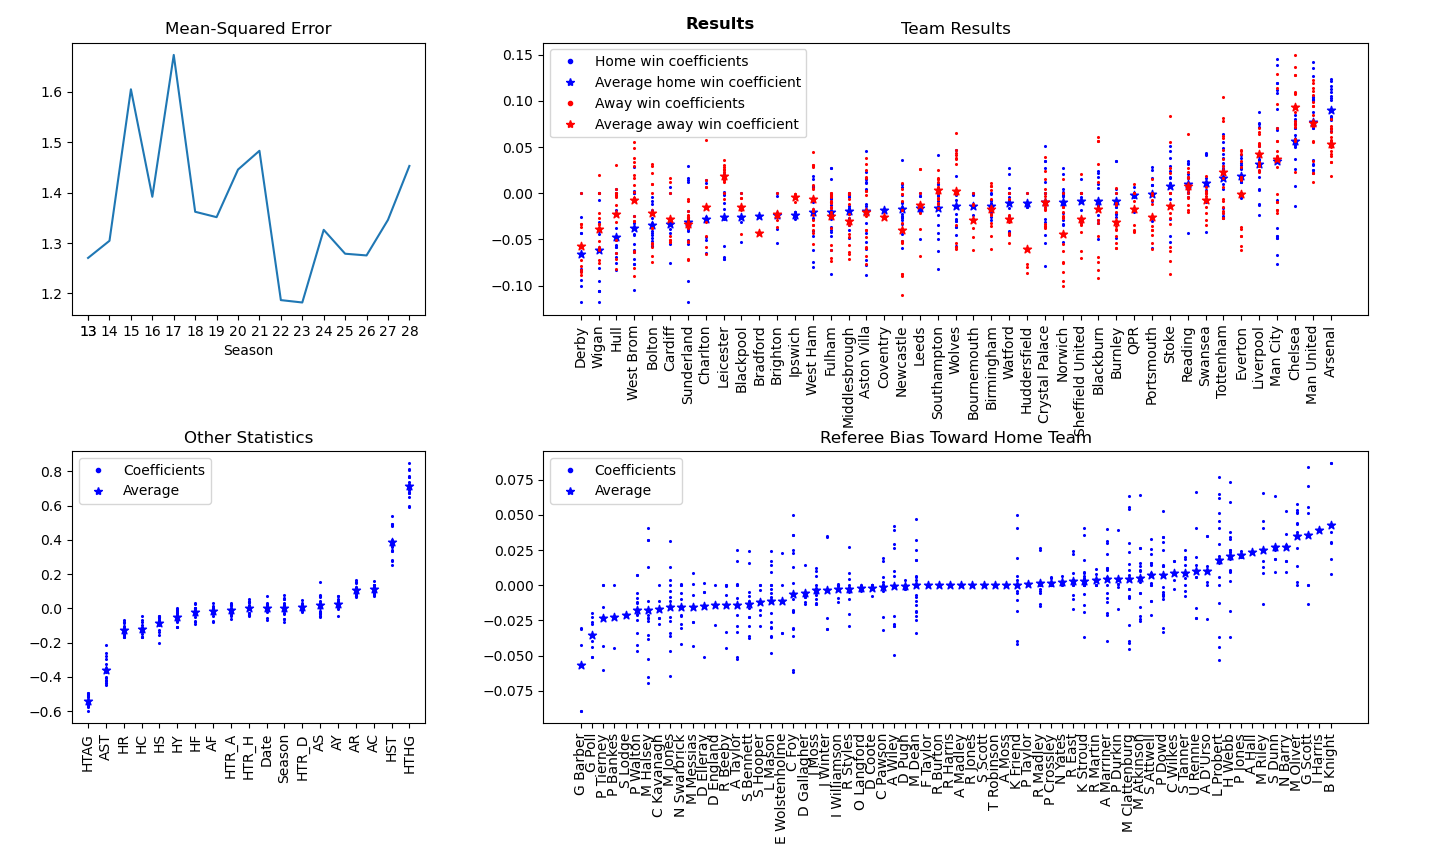 Results
Mean-Squared Error
1.6
1.5
1.4
1.3
1.2
13 14 15 16 17 18 19 20 21 22 23 24 25 26 27 28
Season
Team Results
0.15
0.10
0.05
0.00
−0.05
−0.10
Home win coefficients
Average home win coefficient
Away win coefficients
Average away win coefficient
Derby
Wigan
Hull
West Brom
Bolton
Cardiff
Sunderland
Charlton
Leicester
Blackpool
Bradford
Brighton
Ipswich
West Ham
Fulham
Middlesbrough
Aston Villa
Coventry
Newcastle
Leeds
Southampton
Wolves
Bournemouth
Birmingham
Watford
Huddersfield
Crystal Palace
Norwich
Sheffield United
Blackburn
Burnley
QPR
Portsmouth
Stoke
Reading
Swansea
Tottenham
Everton
Liverpool
Man City
Chelsea
Man United
Arsenal
Other Statistics
0.8
0.6
0.4
0.2
0.0
−0.2
−0.4
−0.6
Coefficients
Average
HTAG
AST
HR
HC
HS
HY
HF
AF
HTR_A
HTR_H
Date
Season
HTR_D
AS
AY
AR
AC
HST
HTHG
Referee Bias Toward Home Team
0.075
0.050
0.025
0.000
−0.025
−0.050
−0.075
Coefficients
Average
G Barber
G Poll
P Tierney
P Bankes
S Lodge
P Walton
M Halsey
C Kavanagh
M Jones
N Swarbrick
M Messias
D Elleray
D England
R Beeby
A Taylor
S Bennett
S Hooper
L Mason
E Wolstenholme
C Foy
D Gallagher
J Moss
J Winter
I Williamson
R Styles
O Langford
D Coote
C Pawson
A Wiley
D Pugh
M Dean
F Taylor
R Burton
R Harris
A Madley
R Jones
S Scott
T Robinson
A Moss
K Friend
P Taylor
R Madley
P Crossley
N Yates
R East
K Stroud
R Martin
A Marriner
P Durkin
M Clattenburg
M Atkinson
S Attwell
P Dowd
C Wilkes
S Tanner
U Rennie
A D'Urso
L Probert
H Webb
P Jones
A Hall
M Riley
S Dunn
N Barry
M Oliver
G Scott
I Harris
B Knight